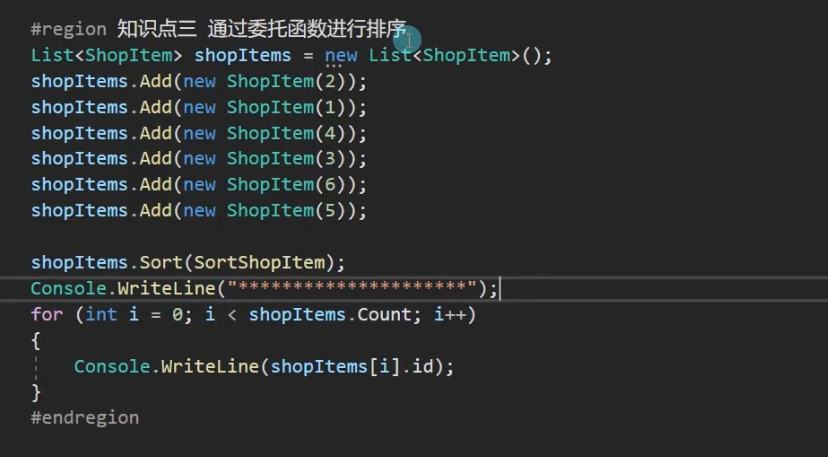 #region 知识点三 通过委托函数进行排序
List<ShopItem> shopItems = new List<ShopItem>();
shopItems.Add(new ShopItem(2));
shopItems.Add(new ShopItem(1));
shopItems.Add(new ShopItem(4));
shopItems.Add(new ShopItem(3));
shopItems.Add(new ShopItem(6));
shopItems.Add(new ShopItem(5));
shopItems.Sort(SortShopItem);
Console.WriteLine("*********************");
for (int i = 0; i < shopItems.Count; i++)
{
    Console.WriteLine(shopItems[i].id);
}
#endregion